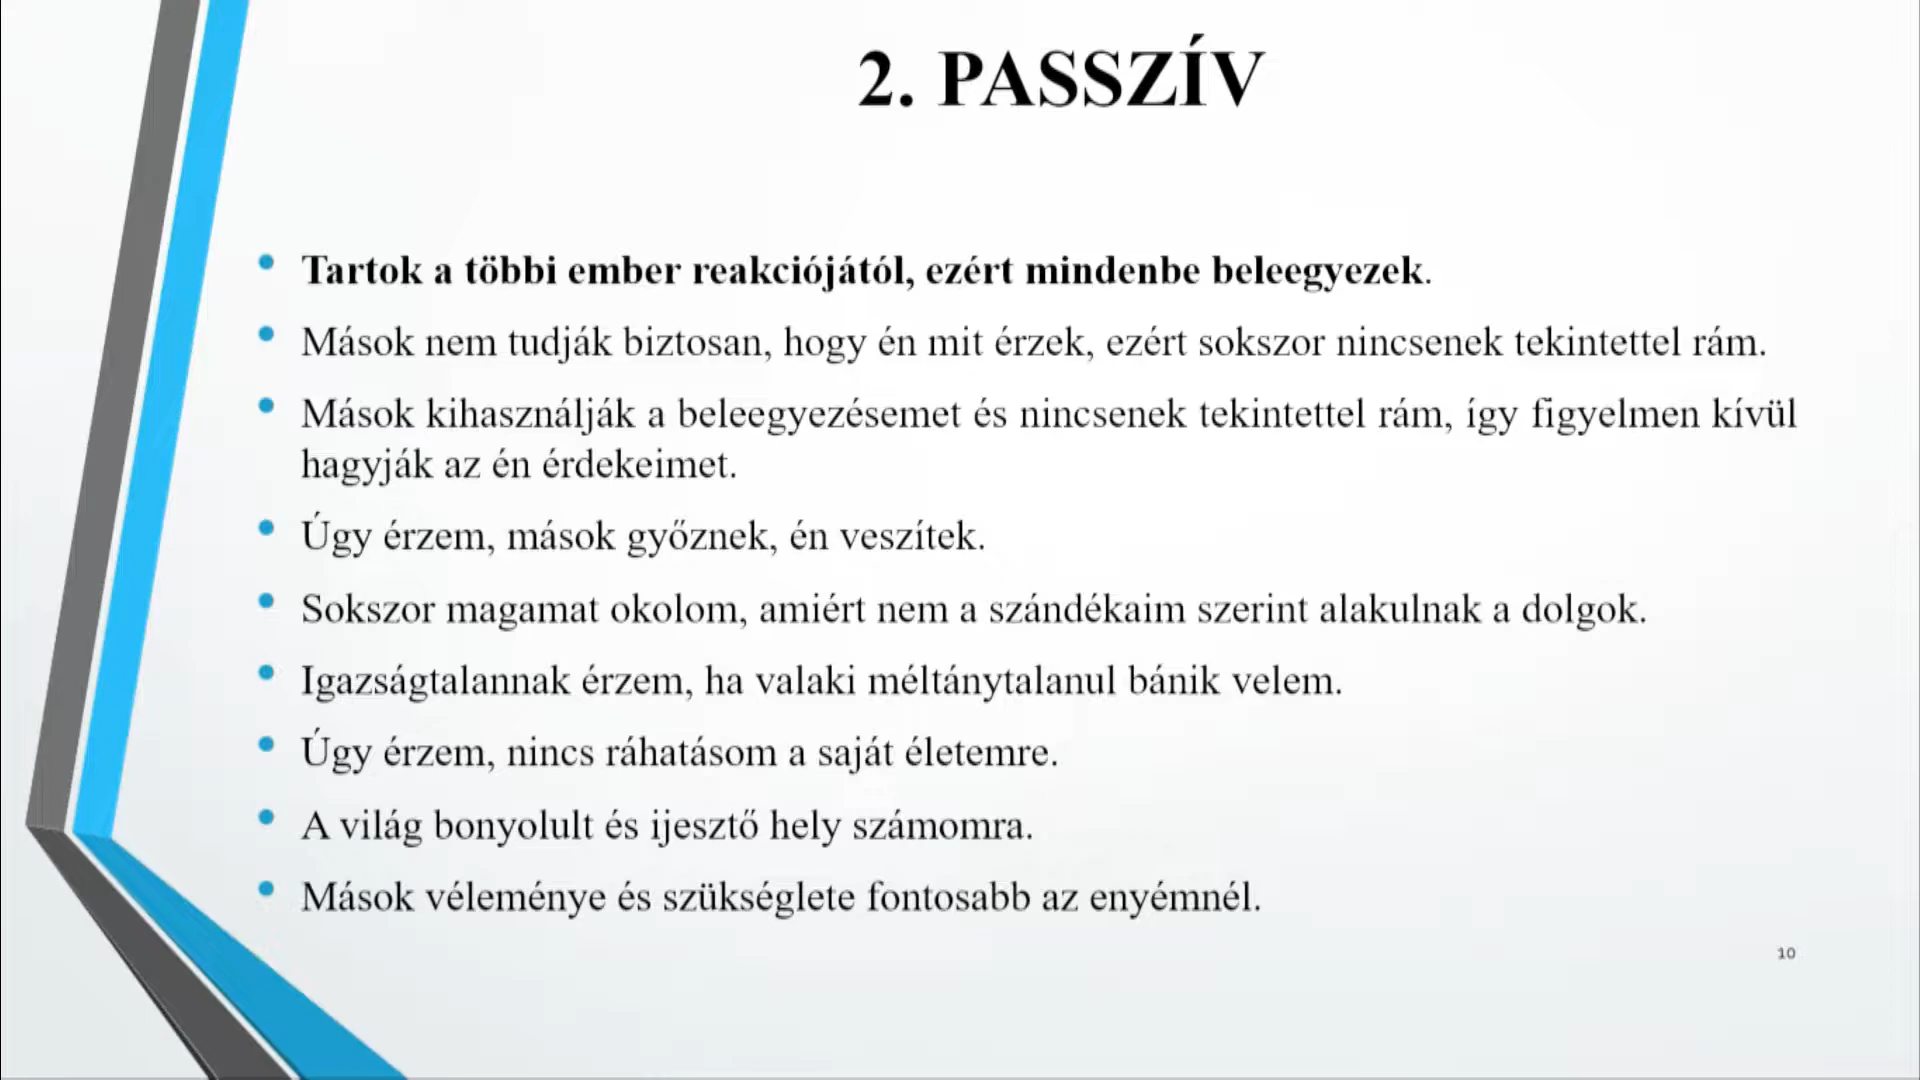 2. PASSZÍV
• Tartok a többi ember reakciójától, ezért mindenbe beleegyezek.
• Mások nem tudják biztosan, hogy én mit érzek, ezért sokszor nincsenek tekintettel rám.
• Mások kihasználják a beleegyezésemet és nincsenek tekintettel rám, így figyelmen kívül
hagyják az én érdekeimet.
• Úgy érzem, mások győznek, én veszítek.
• Sokszor magamat okolom, amiért nem a szándékaim szerint alakulnak a dolgok.
• Igazságtalannak érzem, ha valaki méltánytalanul bánik velem.
• Úgy érzem, nincs ráhatásom a saját életemre.
• A világ bonyolult és ijesztő hely számomra.
• Mások véleménye és szükséglete fontosabb az enyémnél.
10